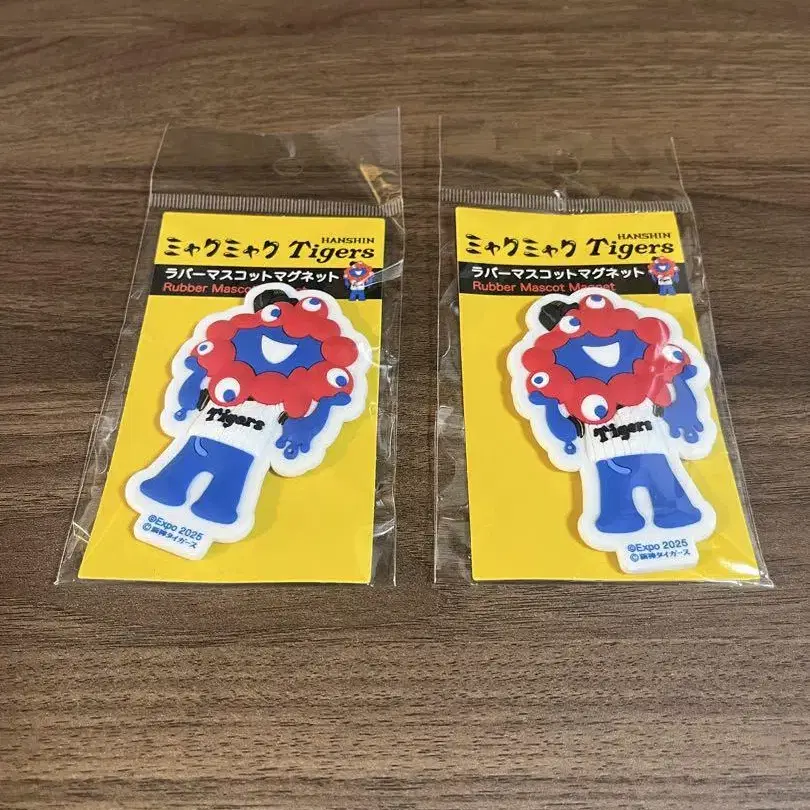 HANSHIN
ミャクミャク Tigers
ラバーマスコットマグネット
Rubber Masco
Tigers
©Expo 2025
©阪神タイガース
HANSHIN
ミャクミャク Tigers
ラバーマスコットマグネット
Rubber Mascot Magnet
Tigers
©Expo 2025
©阪神タイガース